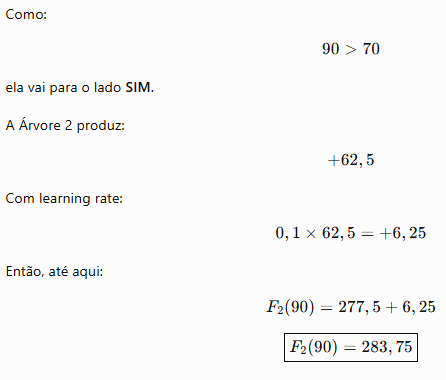 Como:
90 > 70
ela vai para o lado SIM.
A Árvore 2 produz:
+62,5
Com learning rate:
0,1 × 62,5 = +6,25
Então, até aqui:
F₂(90) = 277,5 + 6,25
F₂(90) = 283,75